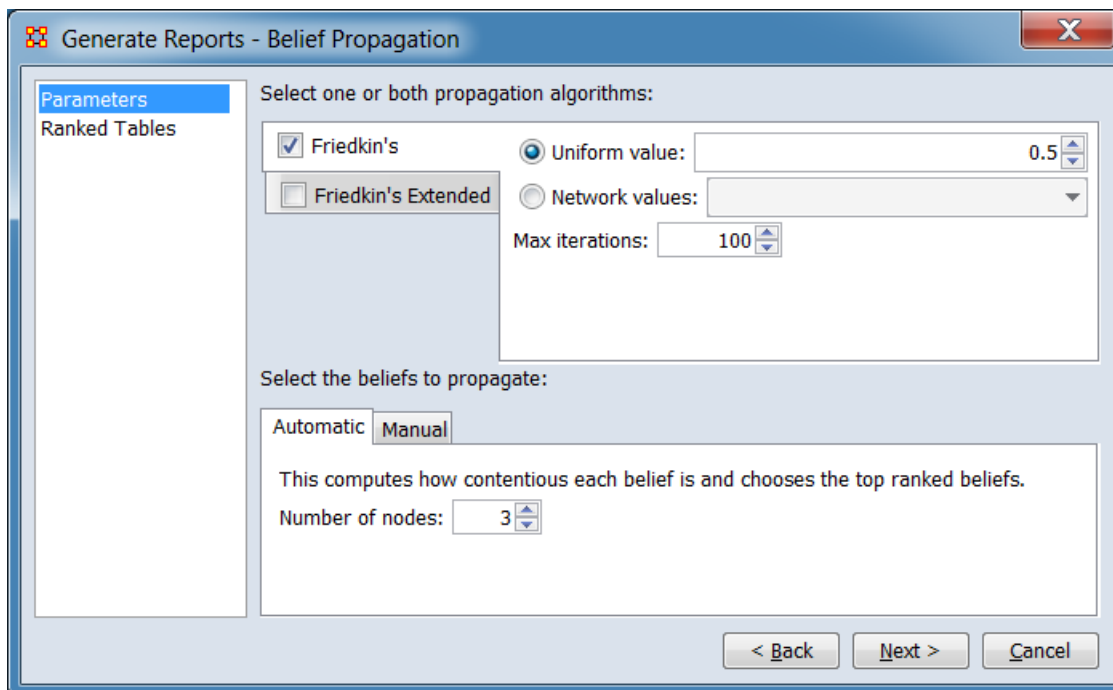 Generate Reports - Belief Propagation
X
Parameters
Ranked Tables
Select one or both propagation algorithms:
Friedkin's
Friedkin's Extended
Uniform value: 0.5
Network values:
Max iterations: 100
Select the beliefs to propagate:
Automatic Manual
This computes how contentious each belief is and chooses the top ranked beliefs.
Number of nodes: 3
< Back Next > Cancel